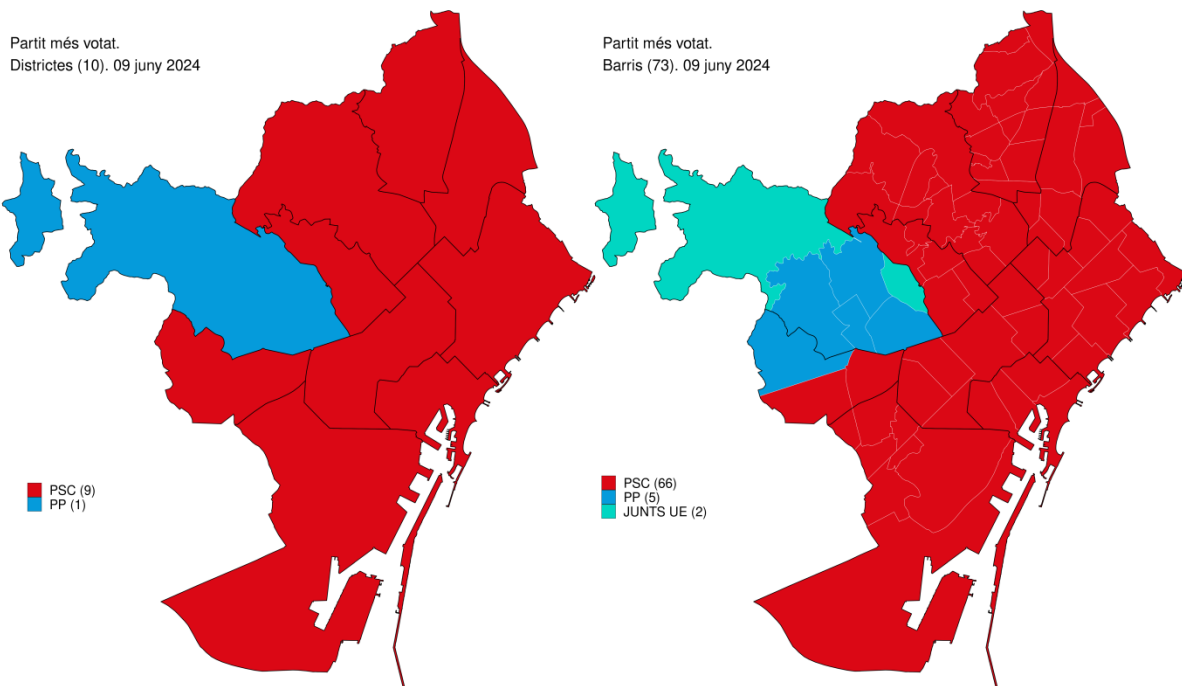 Partit més votat.
Districtes (10). 09 juny 2024
PSC (9)
PP (1)
Partit més votat.
Barris (73). 09 juny 2024
PSC (66)
PP (5)
JUNTS UE (2)